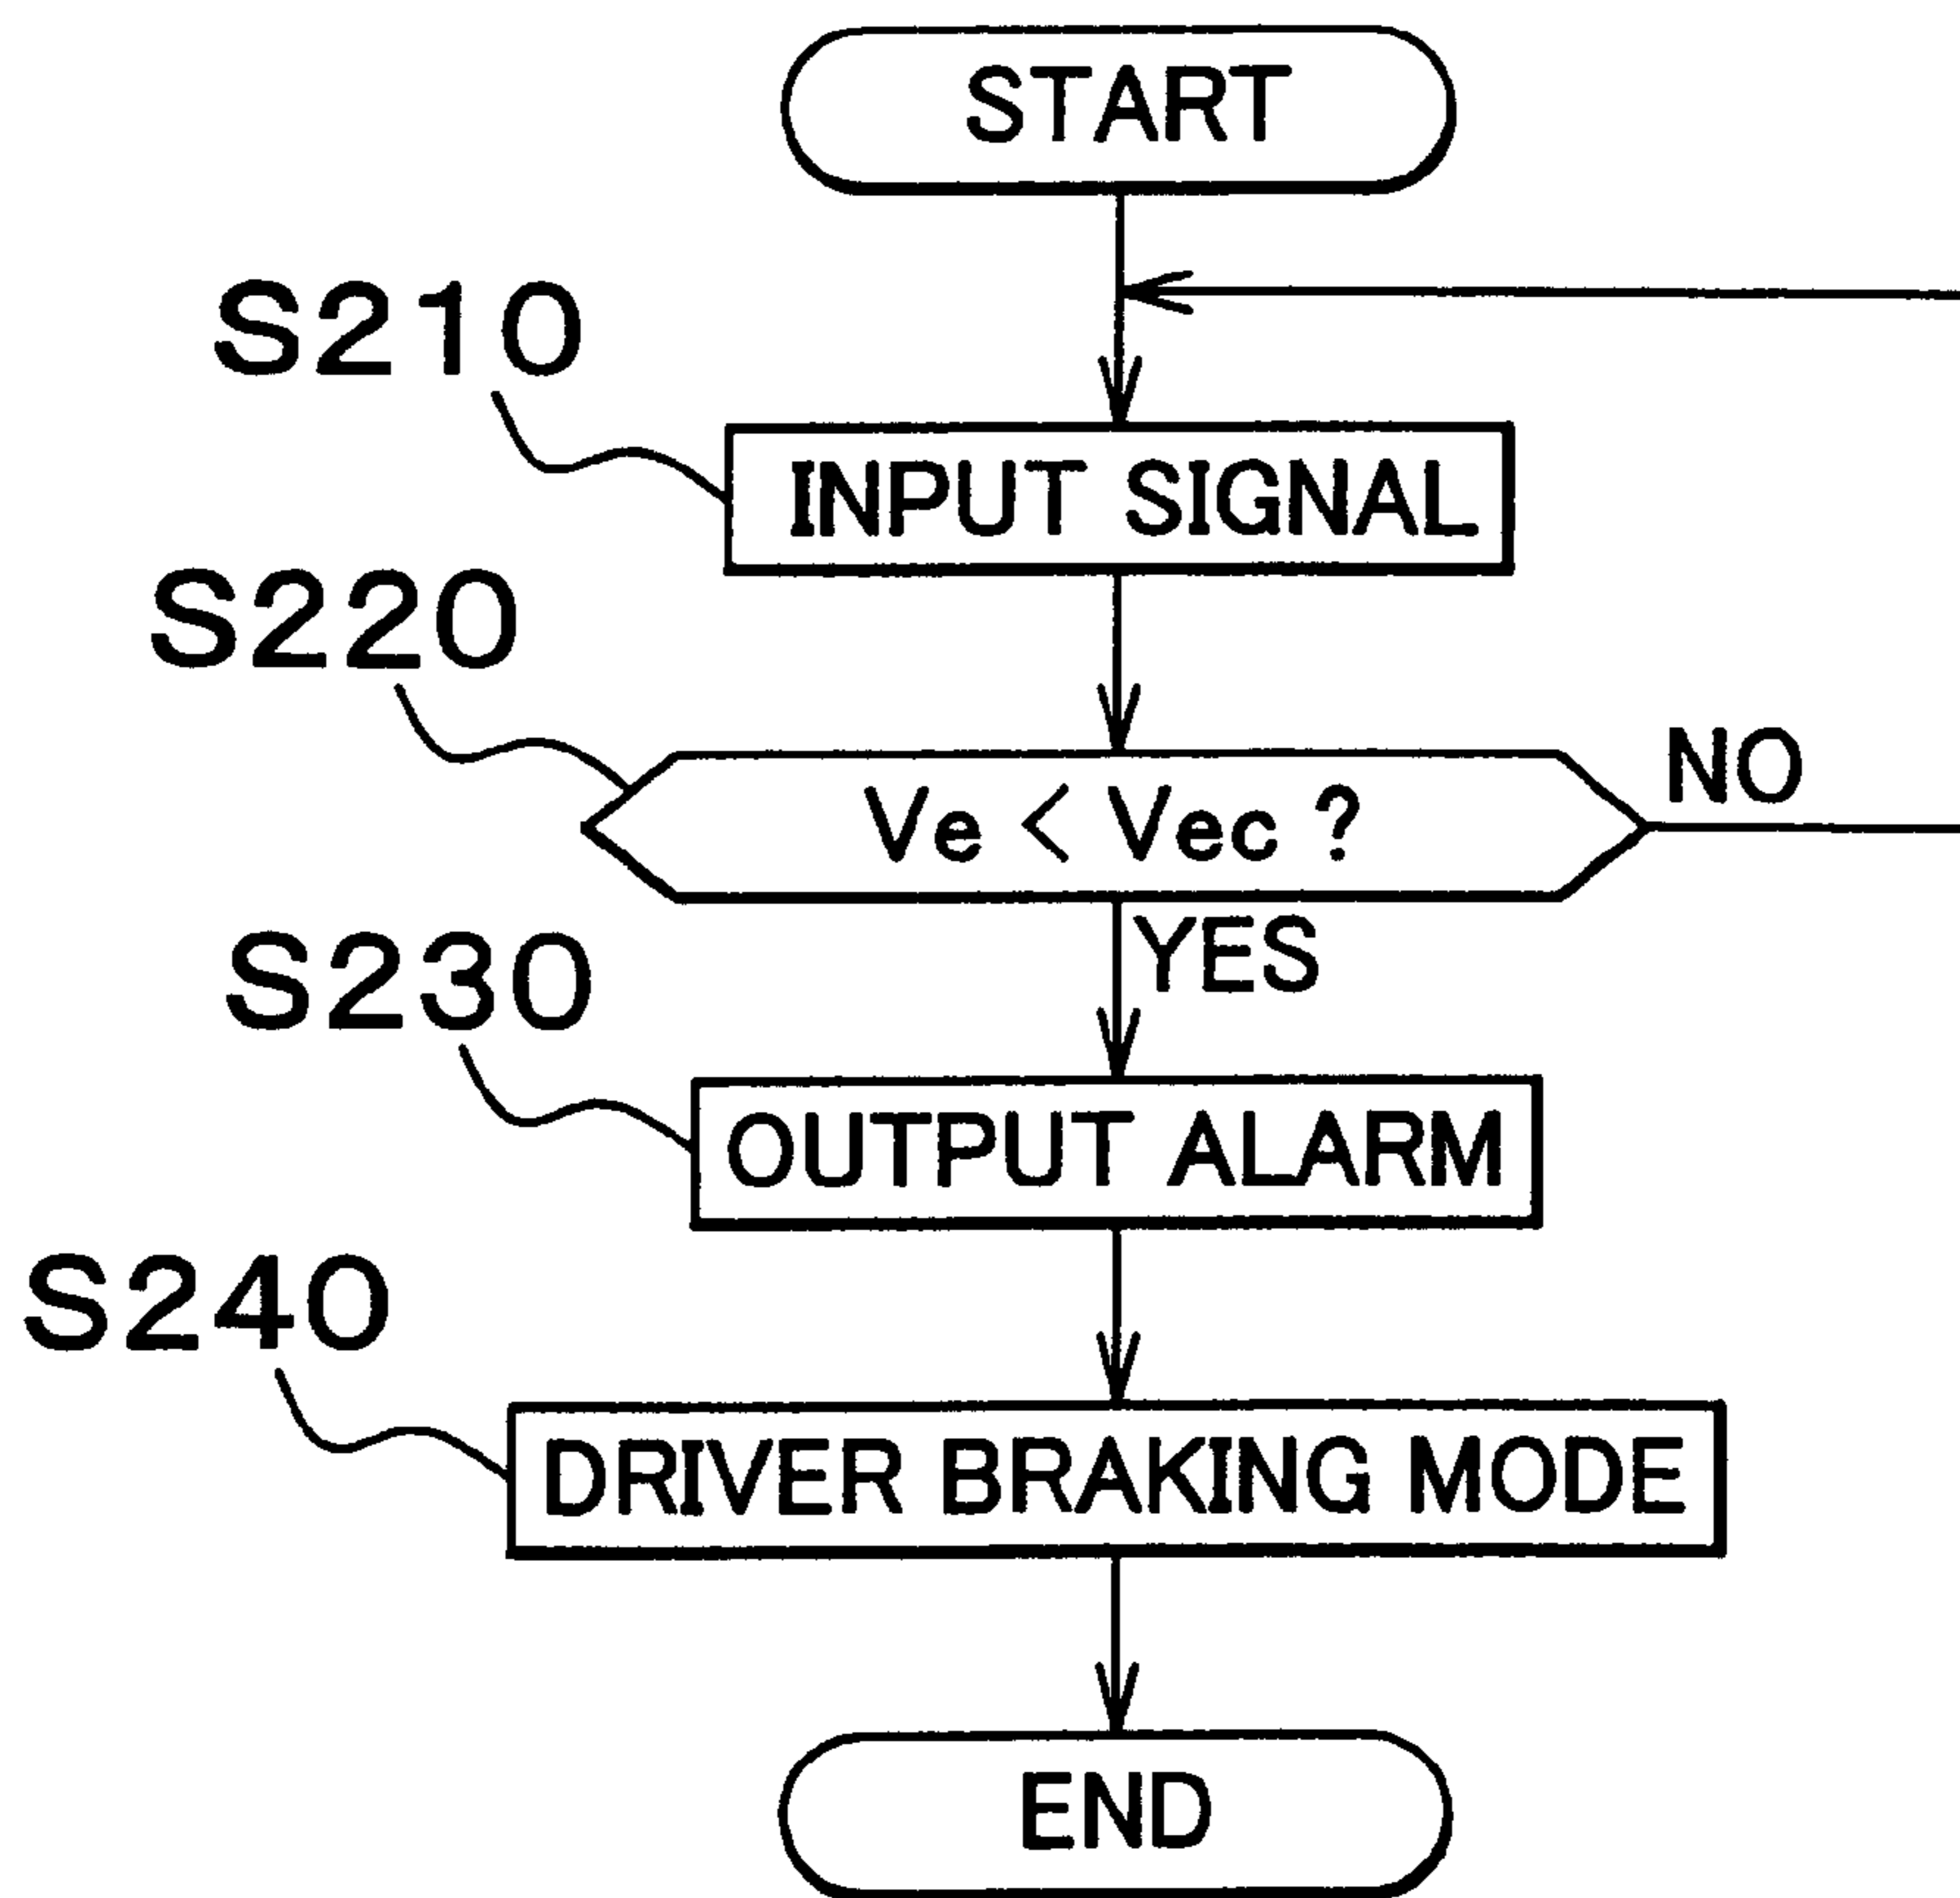 START
S210
INPUT SIGNAL
S220
Ve < Vec ?
NO
YES
S230
OUTPUT ALARM
S240
DRIVER BRAKING MODE
END